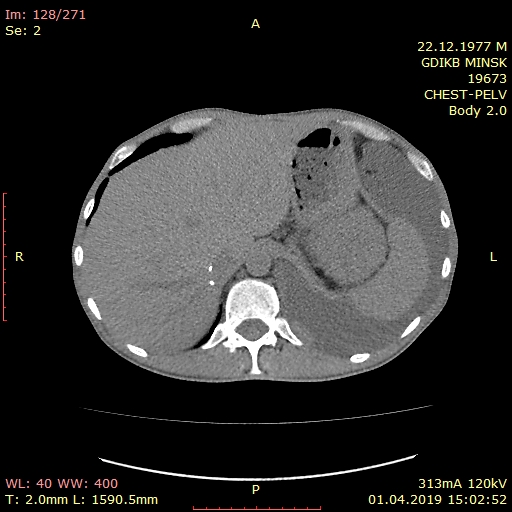 Im: 128/271
Se: 2
A
22.12.1977 M
GDIKB MINSK
19673
CHEST-PELV
Body 2.0
R
L
WL: 40 WW: 400
T: 2.0mm L: 1590.5mm
P
313mA 120kV
01.04.2019 15:02:52